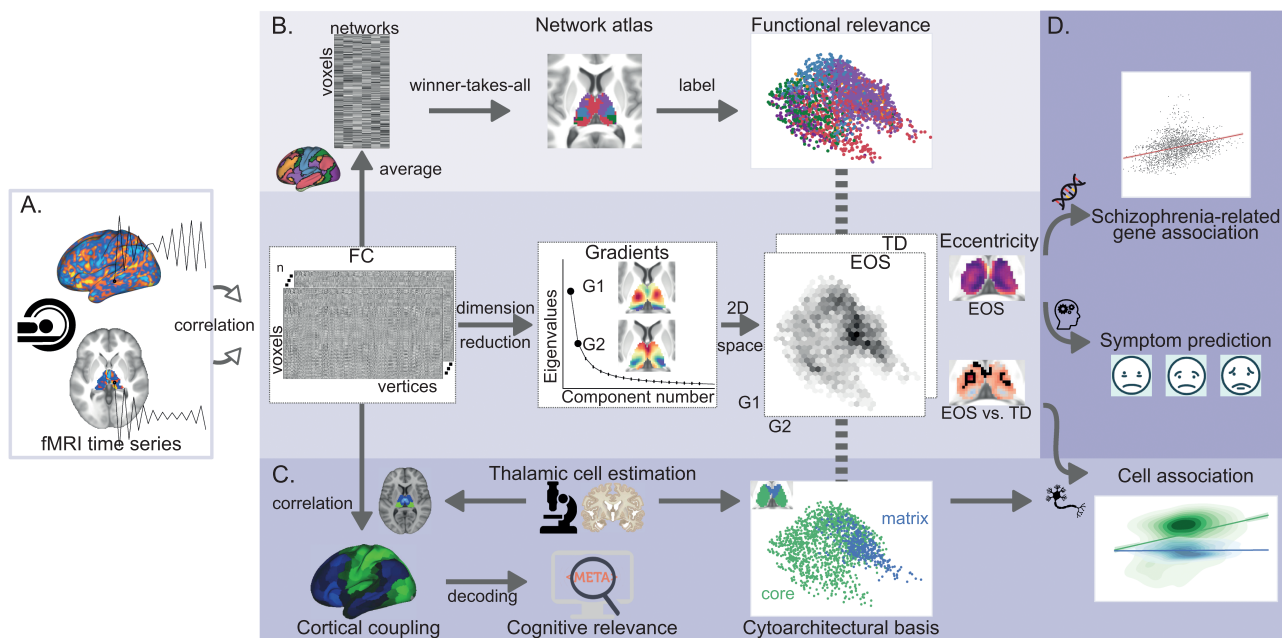 A.
fMRI time series
correlation
B.
networks
voxels
average
winner-takes-all
Network atlas
label
Functional relevance
FC
n
voxels
vertices
dimension
reduction
Gradients
G1
G2
Eigenvalues
Component number
2D
space
TD
EOS
G1
G2
Eccentricity
EOS
EOS vs. TD
C.
correlation
Thalamic cell estimation
Cortical coupling
decoding
META
Cognitive relevance
matrix
core
Cytoarchitectural basis
D.
Schizophrenia-related
gene association
Symptom prediction
Cell association